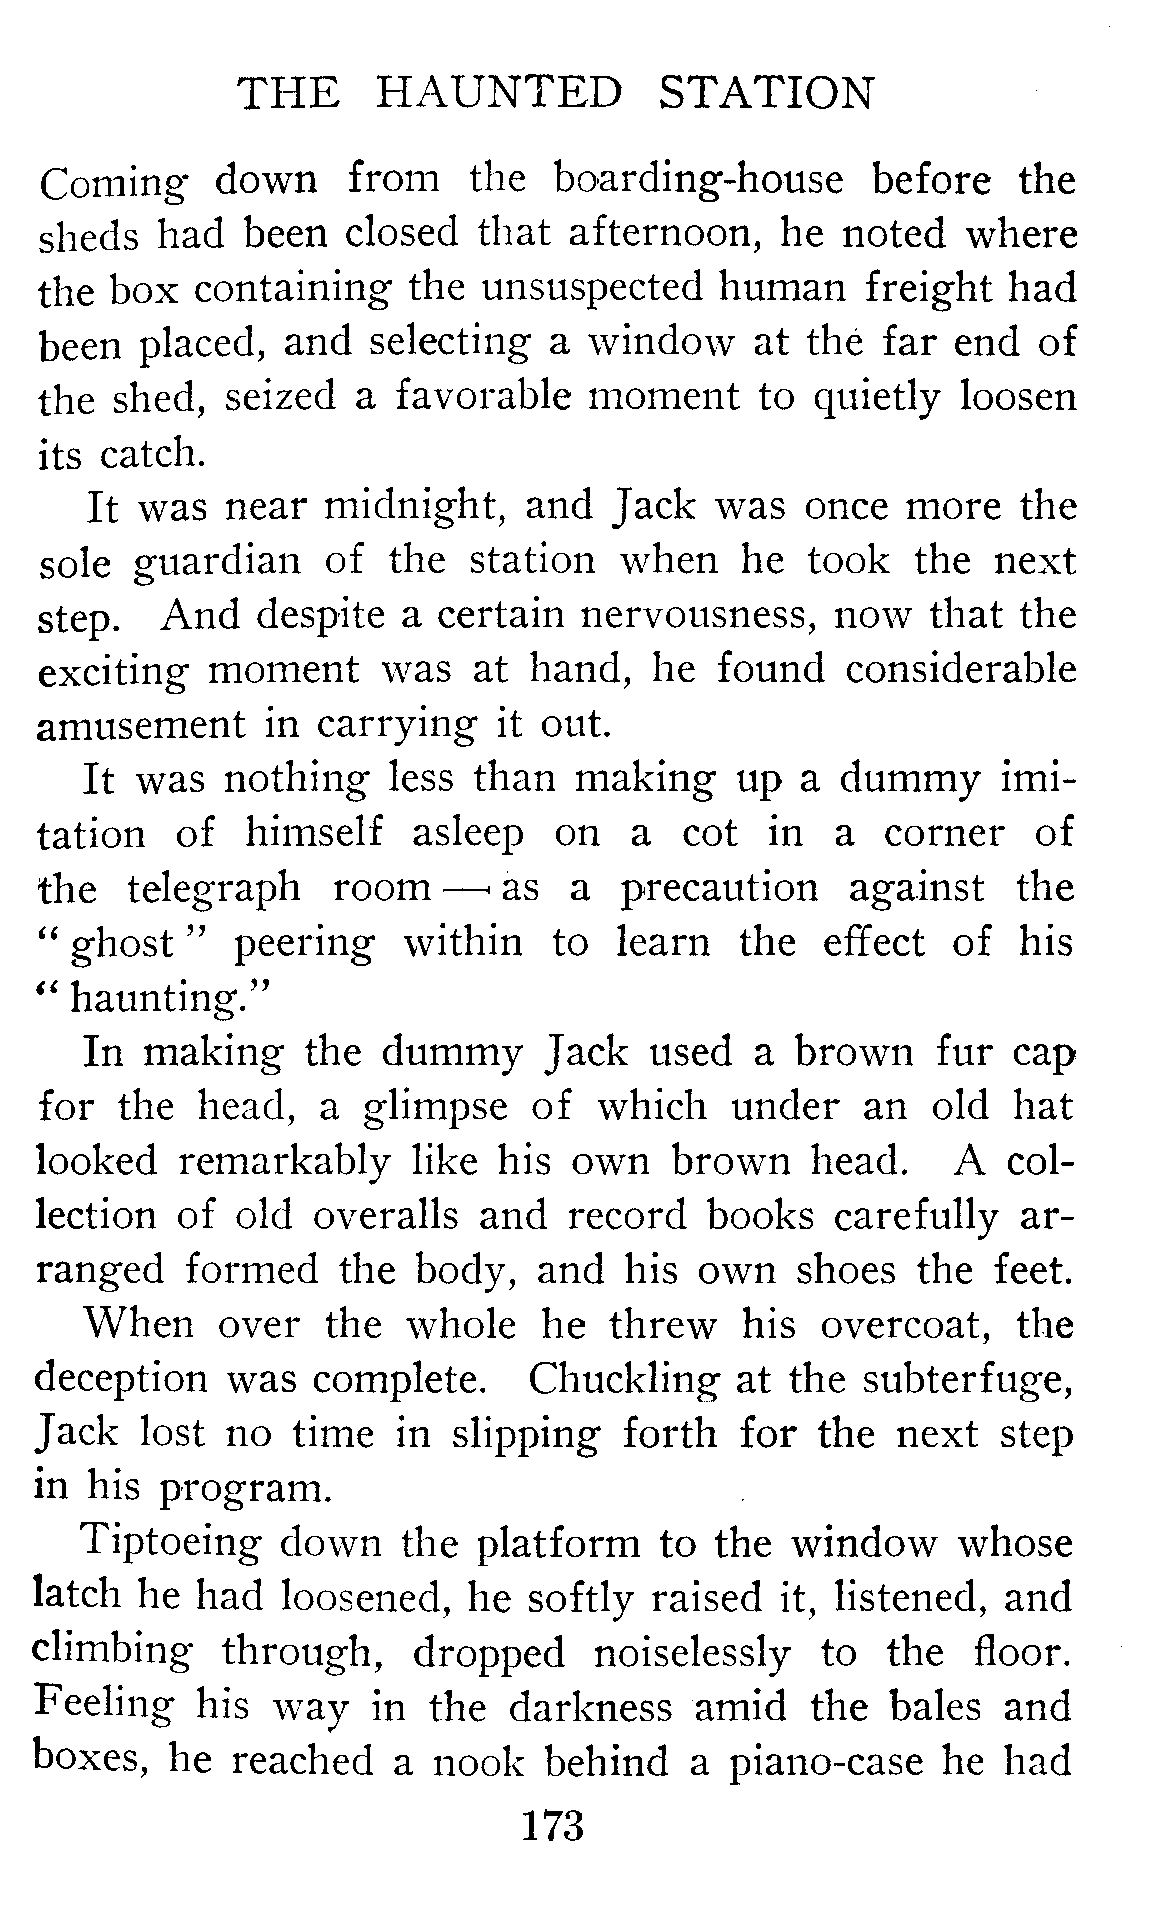 THE HAUNTED STATION
Coming down from the boarding-house before the
sheds had been closed that afternoon, he noted where
the box containing the unsuspected human freight had
been placed, and selecting a window at the far end of
the shed, seized a favorable moment to quietly loosen
its catch.
It was near midnight, and Jack was once more the
sole guardian of the station when he took the next
step. And despite a certain nervousness, now that the
exciting moment was at hand, he found considerable
amusement in carrying it out.
It was nothing less than making up a dummy imi-
tation of himself asleep on a cot in a corner of
the telegraph room — as a precaution against the
“ ghost ” peering within to learn the effect of his
“ haunting.”
In making the dummy Jack used a brown fur cap
for the head, a glimpse of which under an old hat
looked remarkably like his own brown head. A col-
lection of old overalls and record books carefully ar-
ranged formed the body, and his own shoes the feet.
When over the whole he threw his overcoat, the
deception was complete. Chuckling at the subterfuge,
Jack lost no time in slipping forth for the next step
in his program.
Tiptoeing down the platform to the window whose
latch he had loosened, he softly raised it, listened, and
climbing through, dropped noiselessly to the floor.
Feeling his way in the darkness amid the bales and
boxes, he reached a nook behind a piano-case he had
173